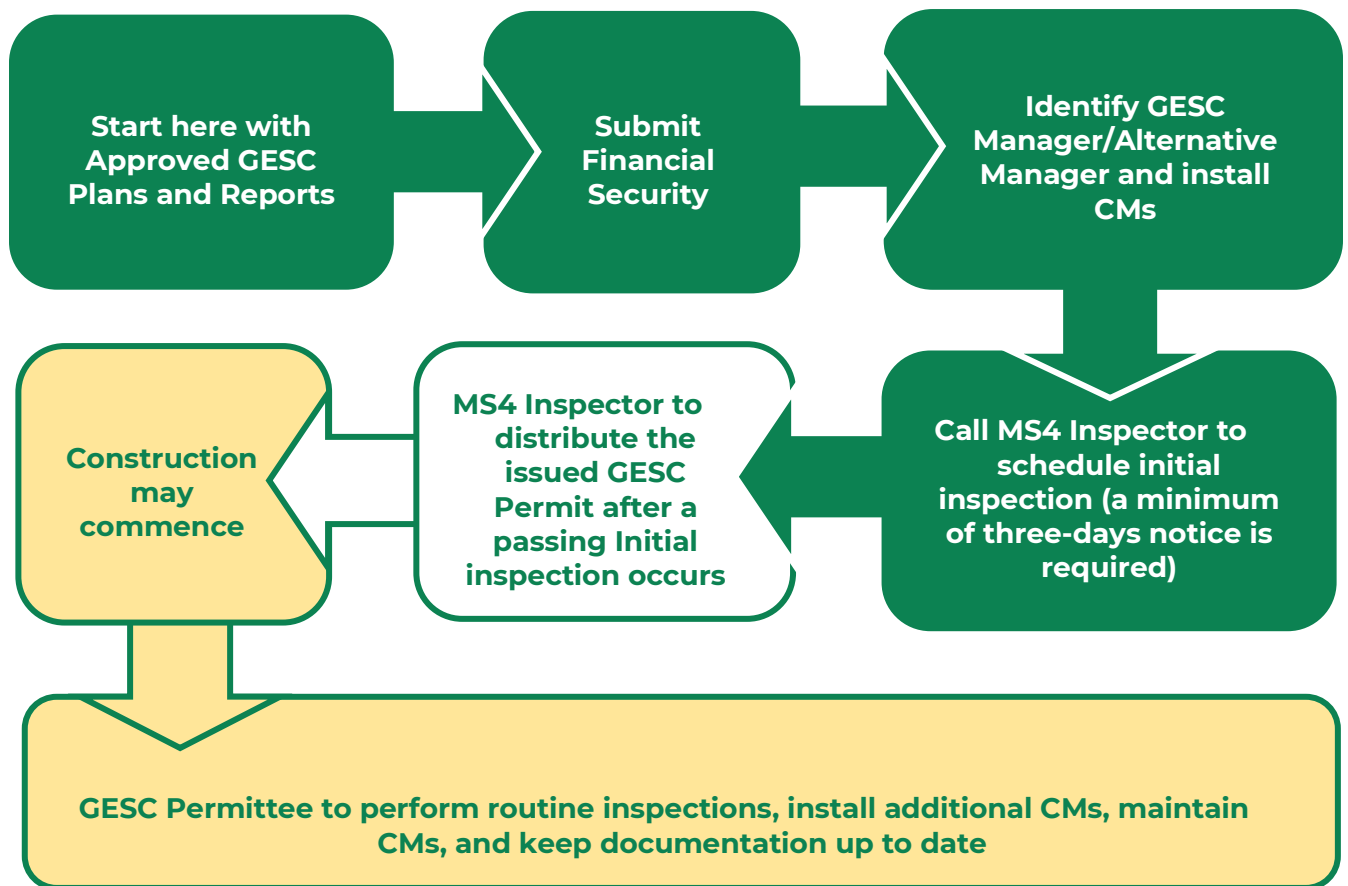 Start here with
Approved GESC
Plans and Reports
Submit
Financial
Security
Identify GESC
Manager/Alternative
Manager and install
CMs
Call MS4 Inspector to
schedule initial
inspection (a minimum
of three-days notice is
required)
MS4 Inspector to
distribute the
issued GESC
Permit after a
passing Initial
inspection occurs
Construction
may
commence
GESC Permittee to perform routine inspections, install additional CMs, maintain
CMs, and keep documentation up to date